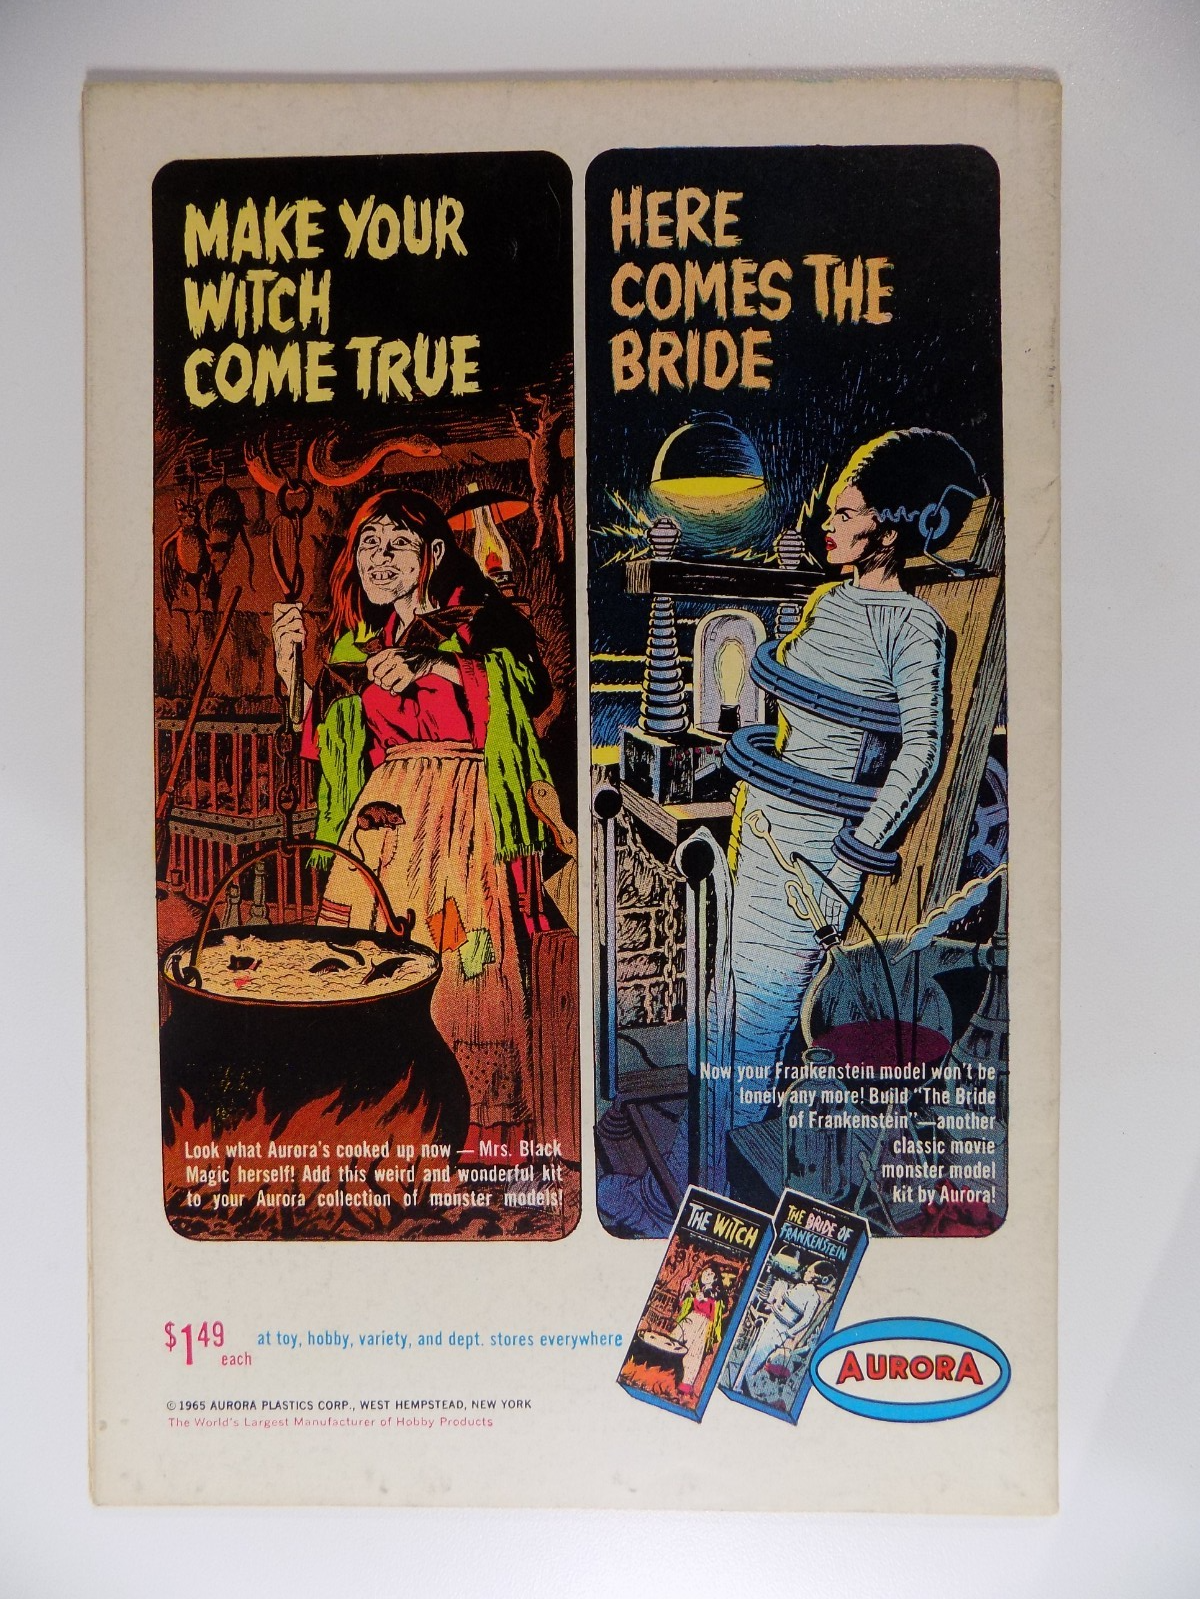 MAKE YOUR
WITCH
COME TRUE
Look what Aurora's cooked up now — Mrs. Black
Magic herself! Add this weird and wonderful kit
to your Aurora collection of monster models!
HERE
COMES THE
BRIDE
Now your Frankenstein model won't be
lonely any more! Build "The Bride
of Frankenstein"—another
classic movie
monster model
kit by Aurora!
THE WITCH
THE BRIDE OF
FRANKENSTEIN
$1.49 each
at toy, hobby, variety, and dept. stores everywhere
AURORA
© 1965 AURORA PLASTICS CORP., WEST HEMPSTEAD, NEW YORK
The World's Largest Manufacturer of Hobby Products